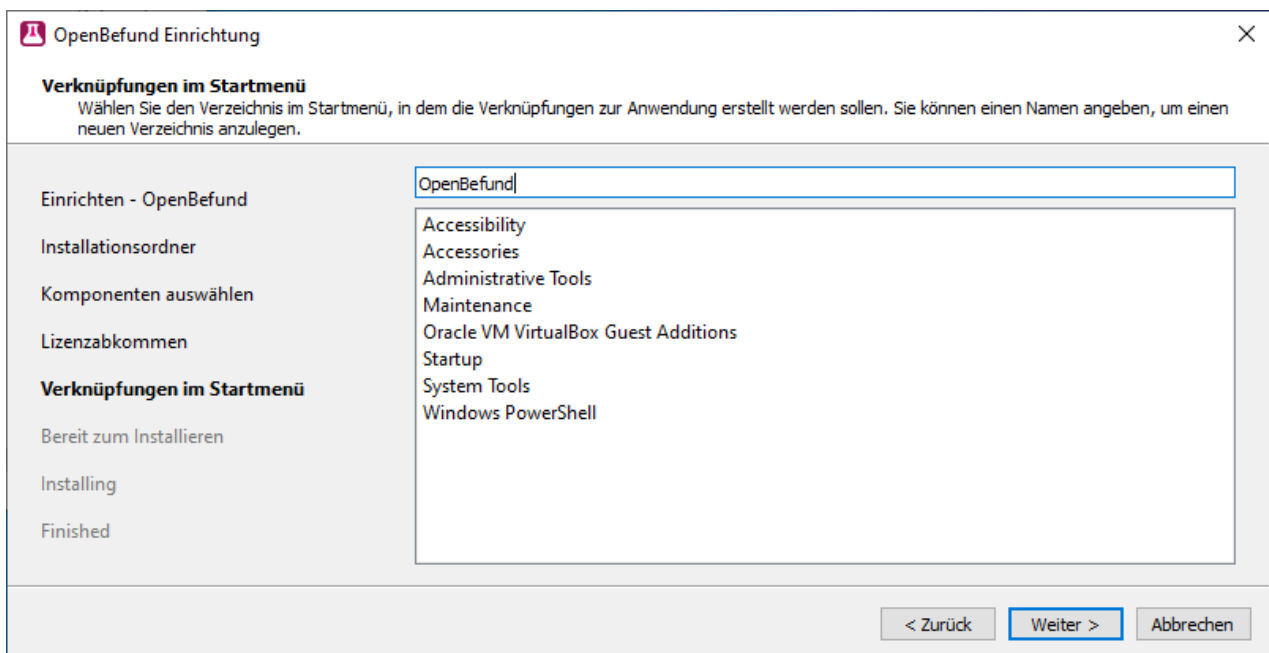 OpenBefund Einrichtung
Verknüpfungen im Startmenü
Wählen Sie den Verzeichnis im Startmenü, in dem die Verknüpfungen zur Anwendung erstellt werden sollen. Sie können einen Namen angeben, um einen
neuen Verzeichnis anzulegen.
Einrichten - OpenBefund
Installationsordner
Komponenten auswählen
Lizenzabkommen
Verknüpfungen im Startmenü
Bereit zum Installieren
Installing
Finished
OpenBefund
Accessibility
Accessories
Administrative Tools
Maintenance
Oracle VM VirtualBox Guest Additions
Startup
System Tools
Windows PowerShell
< Zurück
Weiter >
Abbrechen